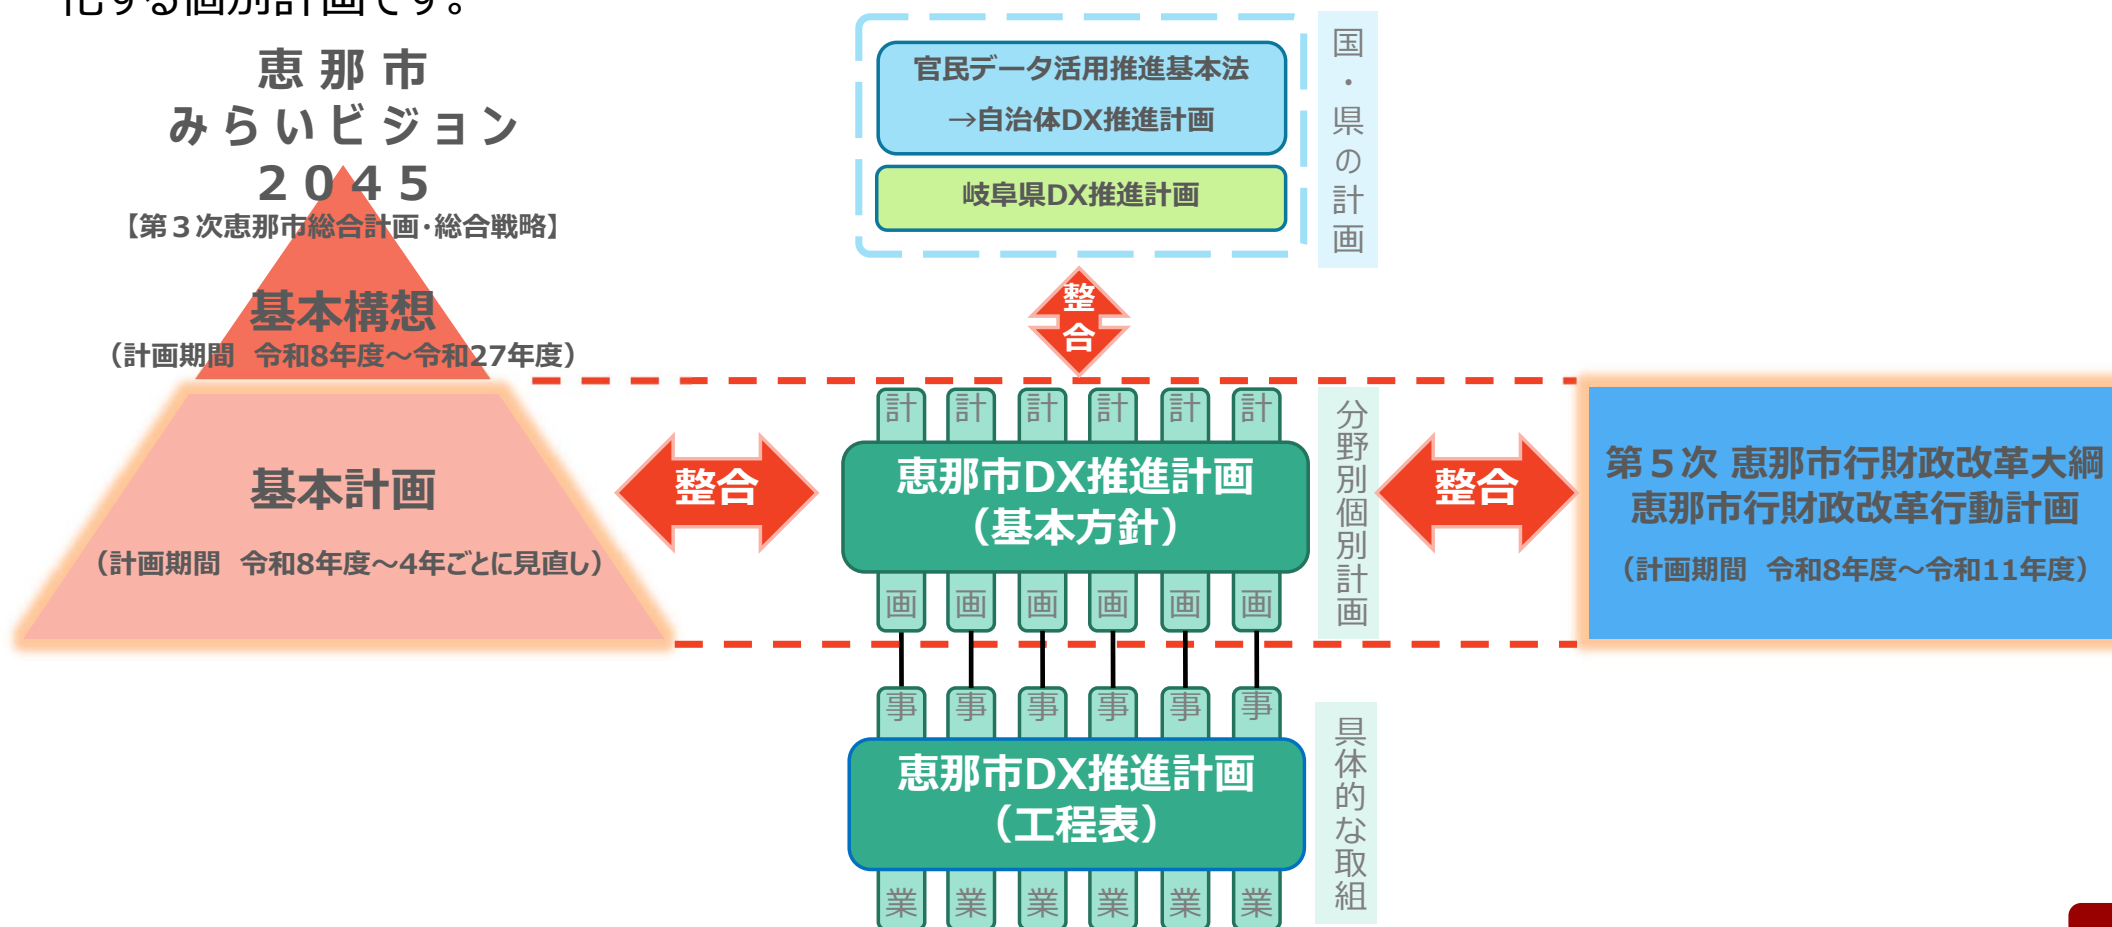 化する個別計画です。
恵那市
みらいビジョン
２０４５
【第３次恵那市総合計画・総合戦略】
基本構想
（計画期間　令和8年度～令和27年度）
基本計画
（計画期間　令和8年度～4年ごとに見直し）
官民データ活用推進基本法
→自治体DX推進計画
岐阜県DX推進計画
国・県の計画
整
合
整合
計 計 計 計 計 計
恵那市DX推進計画
（基本方針）
画 画 画 画 画 画
分野別個別計画
整合
第５次 恵那市行財政改革大綱
恵那市行財政改革行動計画
（計画期間　令和8年度～令和11年度）
事 事 事 事 事 事
恵那市DX推進計画
（工程表）
業 業 業 業 業 業
具体的な取組